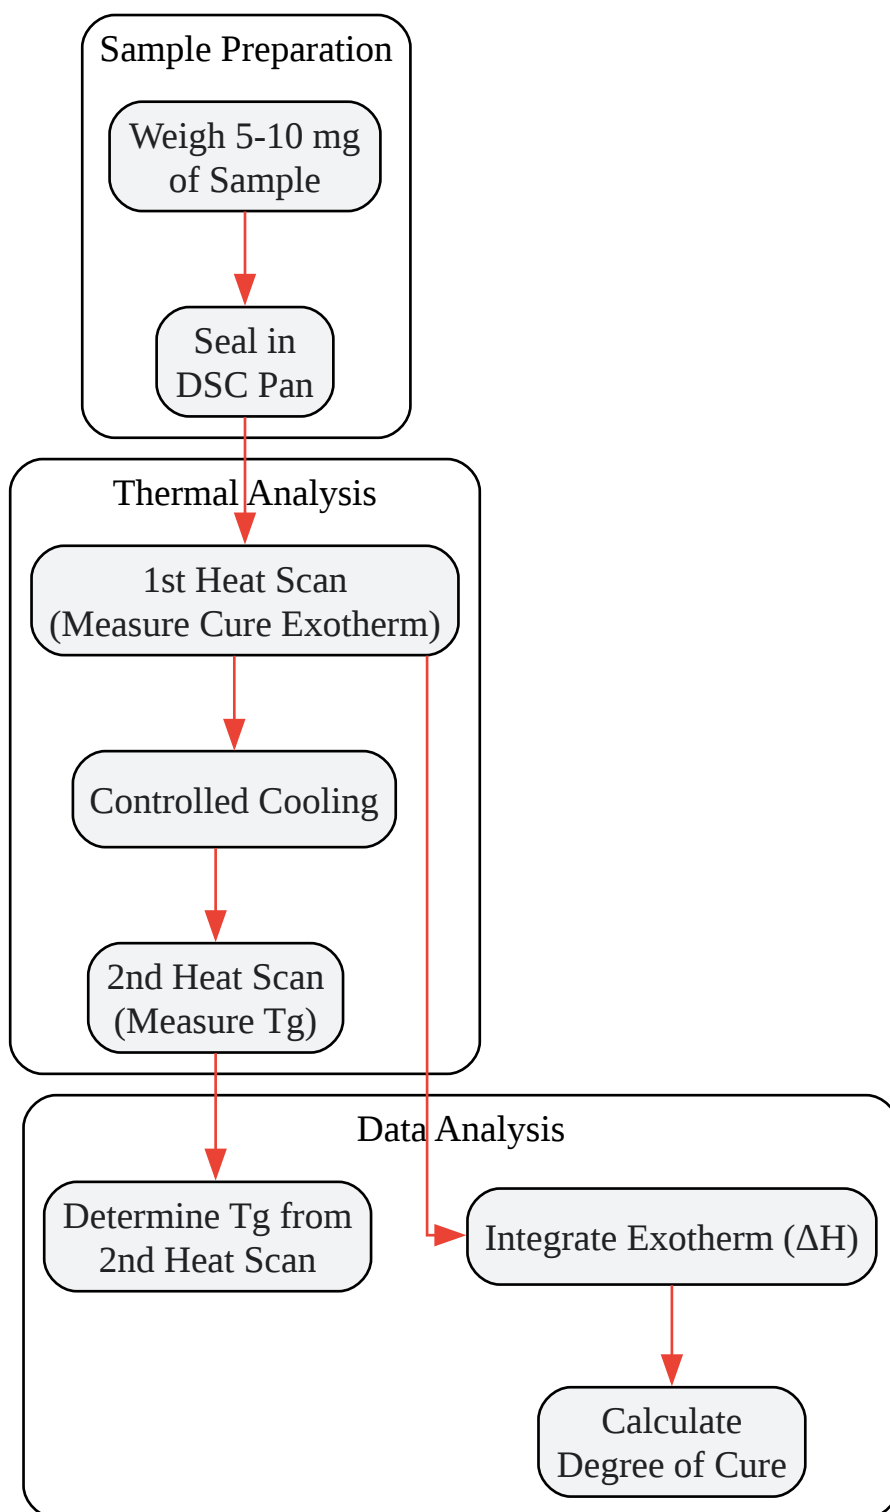 Sample Preparation
Weigh 5-10 mg
of Sample
Seal in
DSC Pan
Thermal Analysis
1st Heat Scan
(Measure Cure Exotherm)
Controlled Cooling
2nd Heat Scan
(Measure Tg)
Data Analysis
Determine Tg from
2nd Heat Scan
Integrate Exotherm (ΔH)
Calculate
Degree of Cure